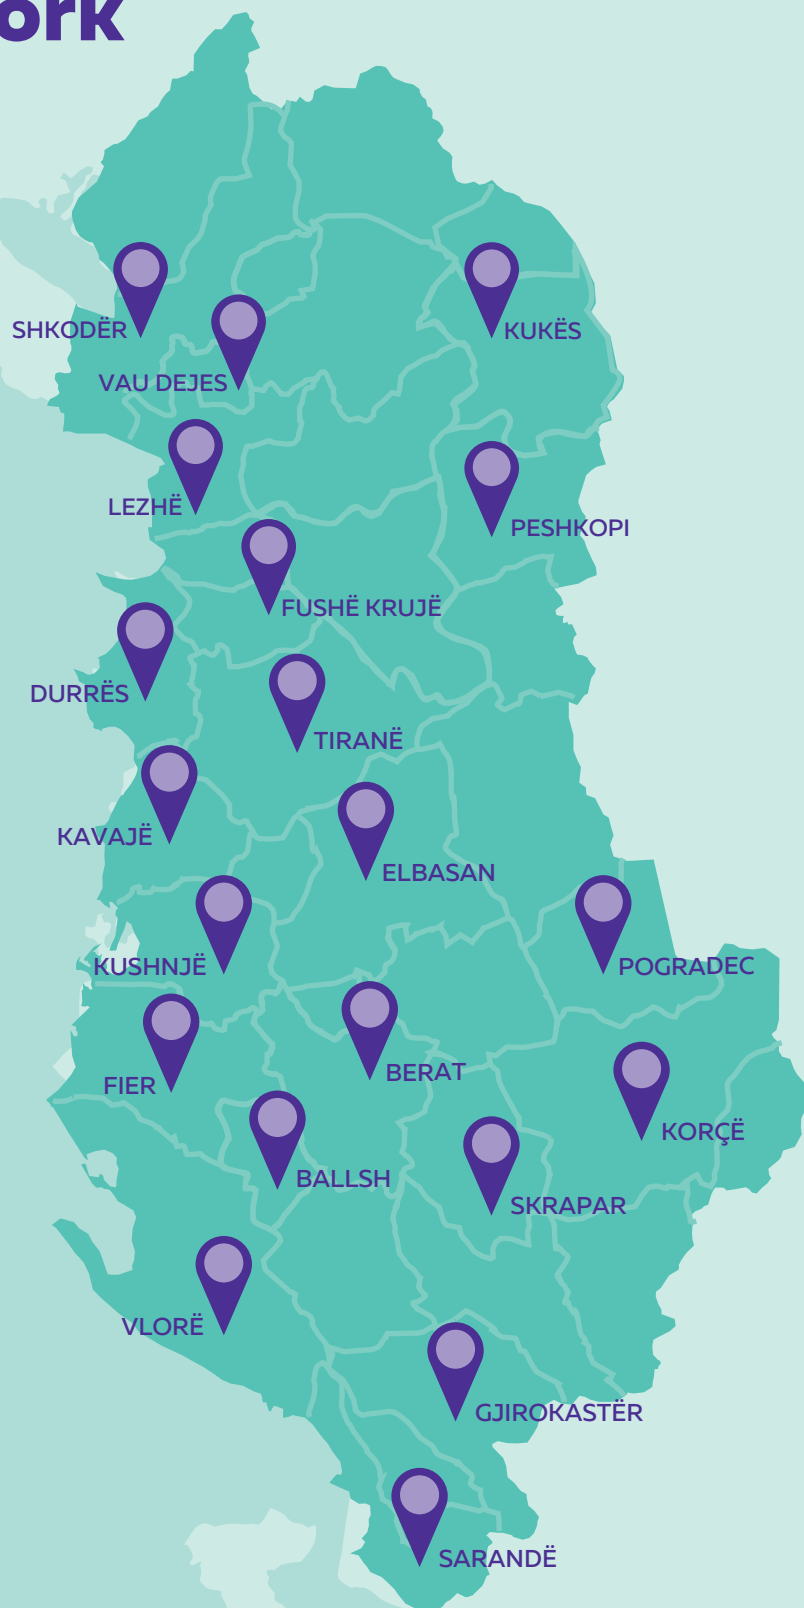 ork
SHKODËR
KUKËS
VAU DEJES
LEZHË
PESHKOPI
FUSHË KRUJË
DURRËS
TIRANË
KAVAJË
ELBASAN
KUSHNJË
POGRADEC
BERAT
FIER
KORÇË
BALLSH
SKRAPAR
VLORË
GJIROKASTËR
SARANDË